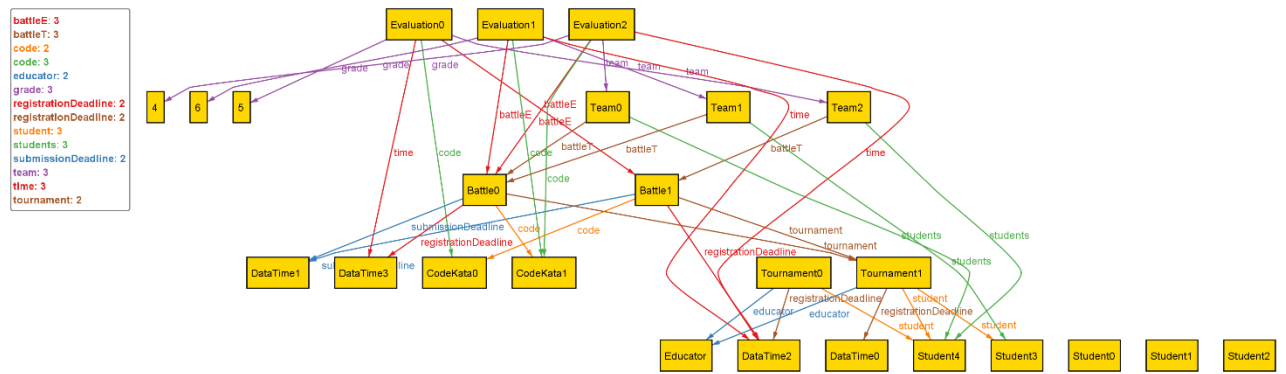 battleE: 3
battleT: 3
code: 2
code: 3
educator: 2
grade: 3
registrationDeadline: 2
registrationDeadline: 2
student: 3
students: 3
submissionDeadline: 2
team: 3
time: 3
tournament: 2
Evaluation0 Evaluation1 Evaluation2
grade grade grade team team team
4 6 5 Team0 Team1 Team2
battleE battleE battleE time
time code code code battleT battleT battleT time
Battle0 Battle1
submissionDeadline code code tournament students students
registrationDeadline registrationDeadline tournament students
DataTime1 DataTime3 CodeKata0 CodeKata1 Tournament0 Tournament1
registrationDeadline student
educator educator registrationDeadline student student
Educator DataTime2 DataTime0 Student4 Student3 Student0 Student1 Student2